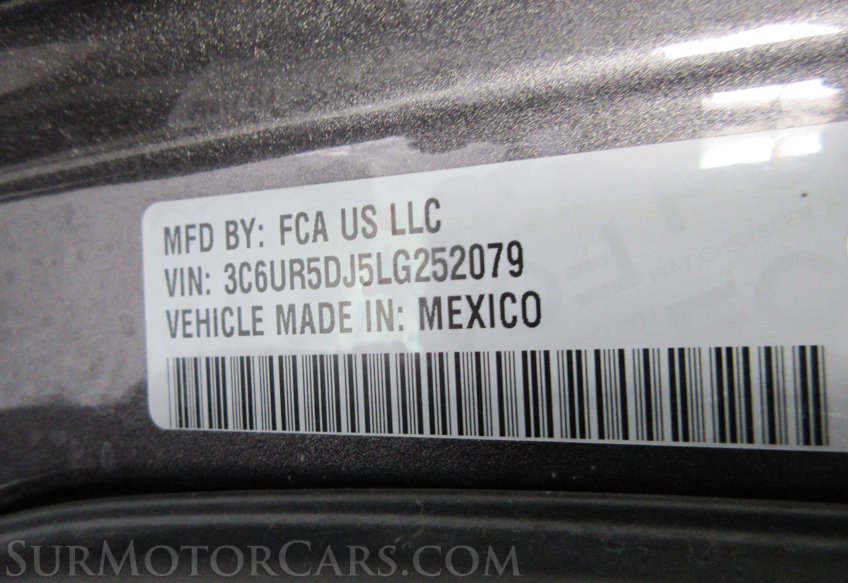 MFD BY: FCA US LLC
VIN: 3C6UR5DJ5LG252079
VEHICLE MADE IN: MEXICO
SURMOTORCARS.COM